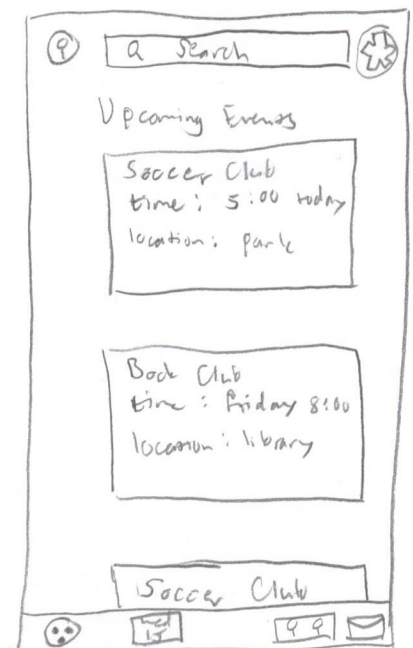 Search
Upcoming Events
Soccer Club
time: 5:00 today
location: park
Book Club
time: Friday 8:00
location: library
Soccer Club